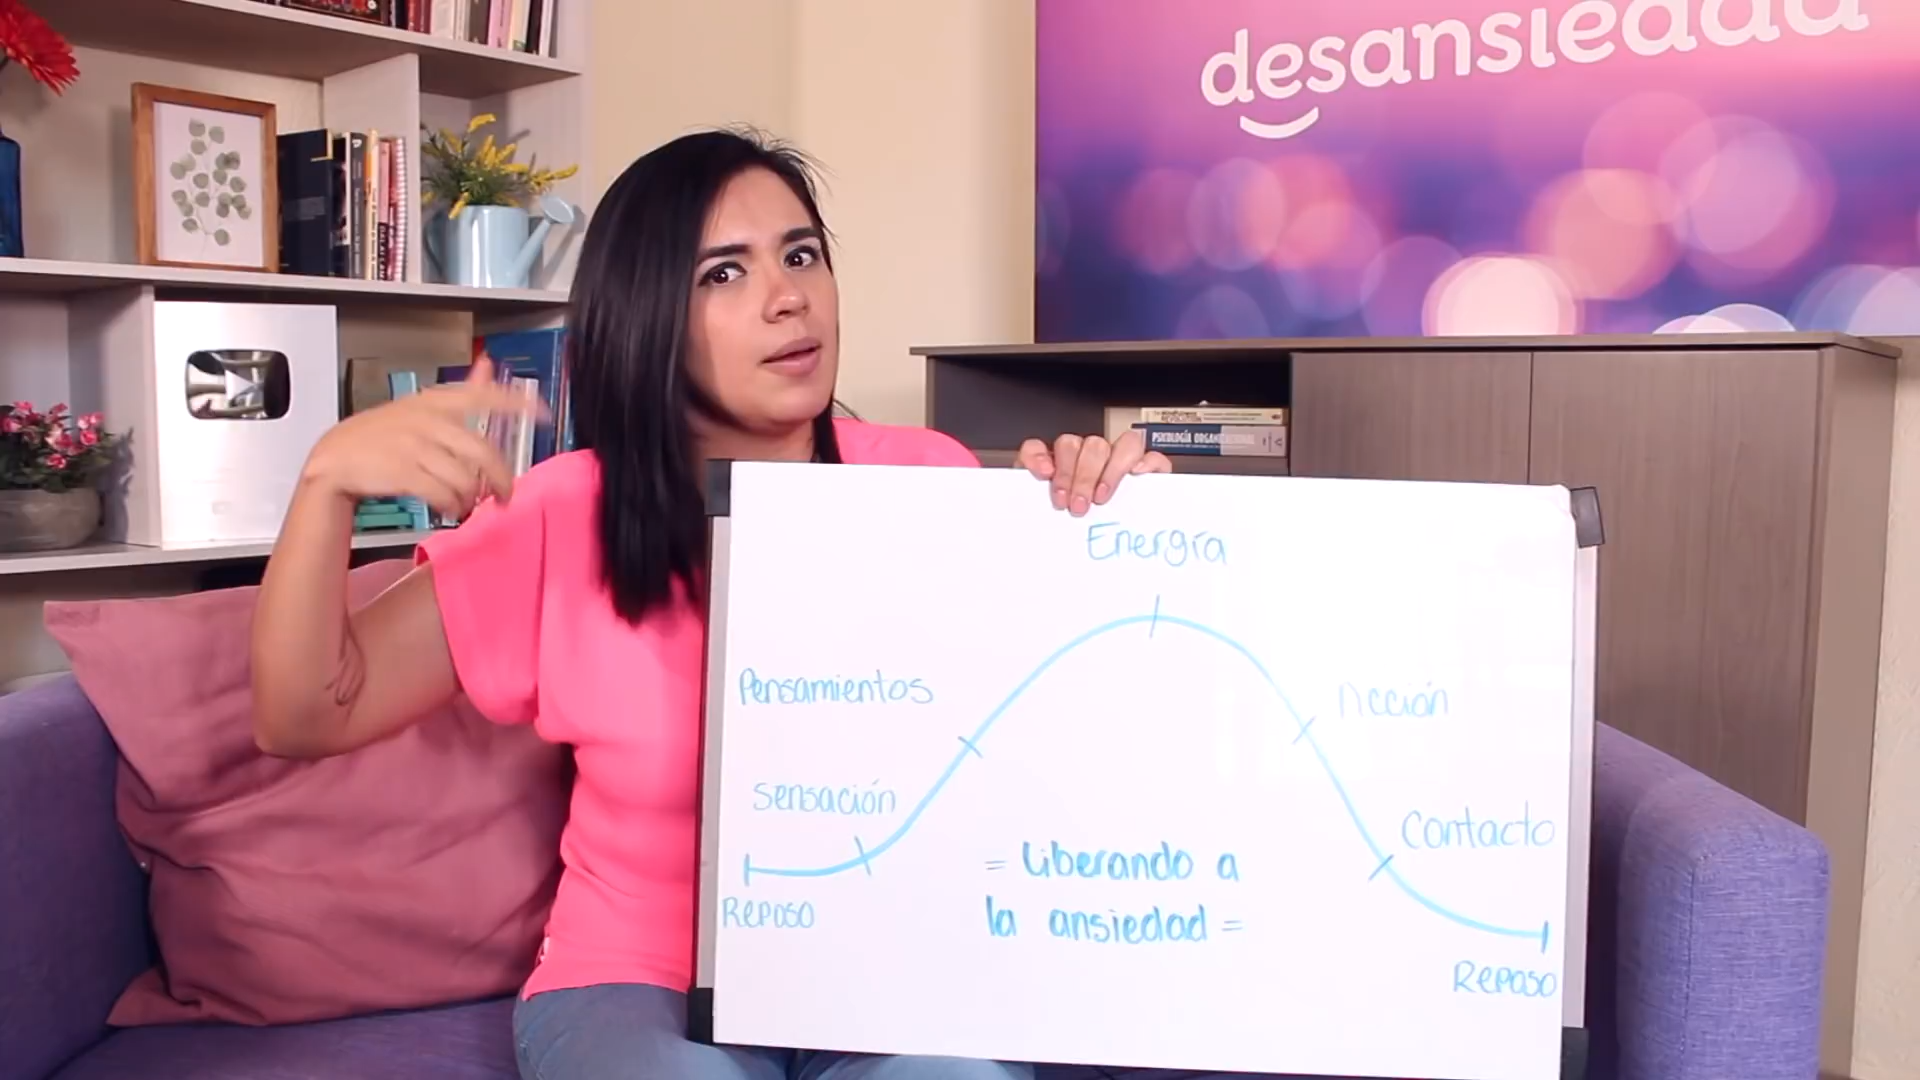 desansiedad
PSICOLOGÍA ORGANIZACIONAL
Energía
Pensamientos
Acción
sensación
Contacto
= Liberando a
la ansiedad =
Reposo
Reposo